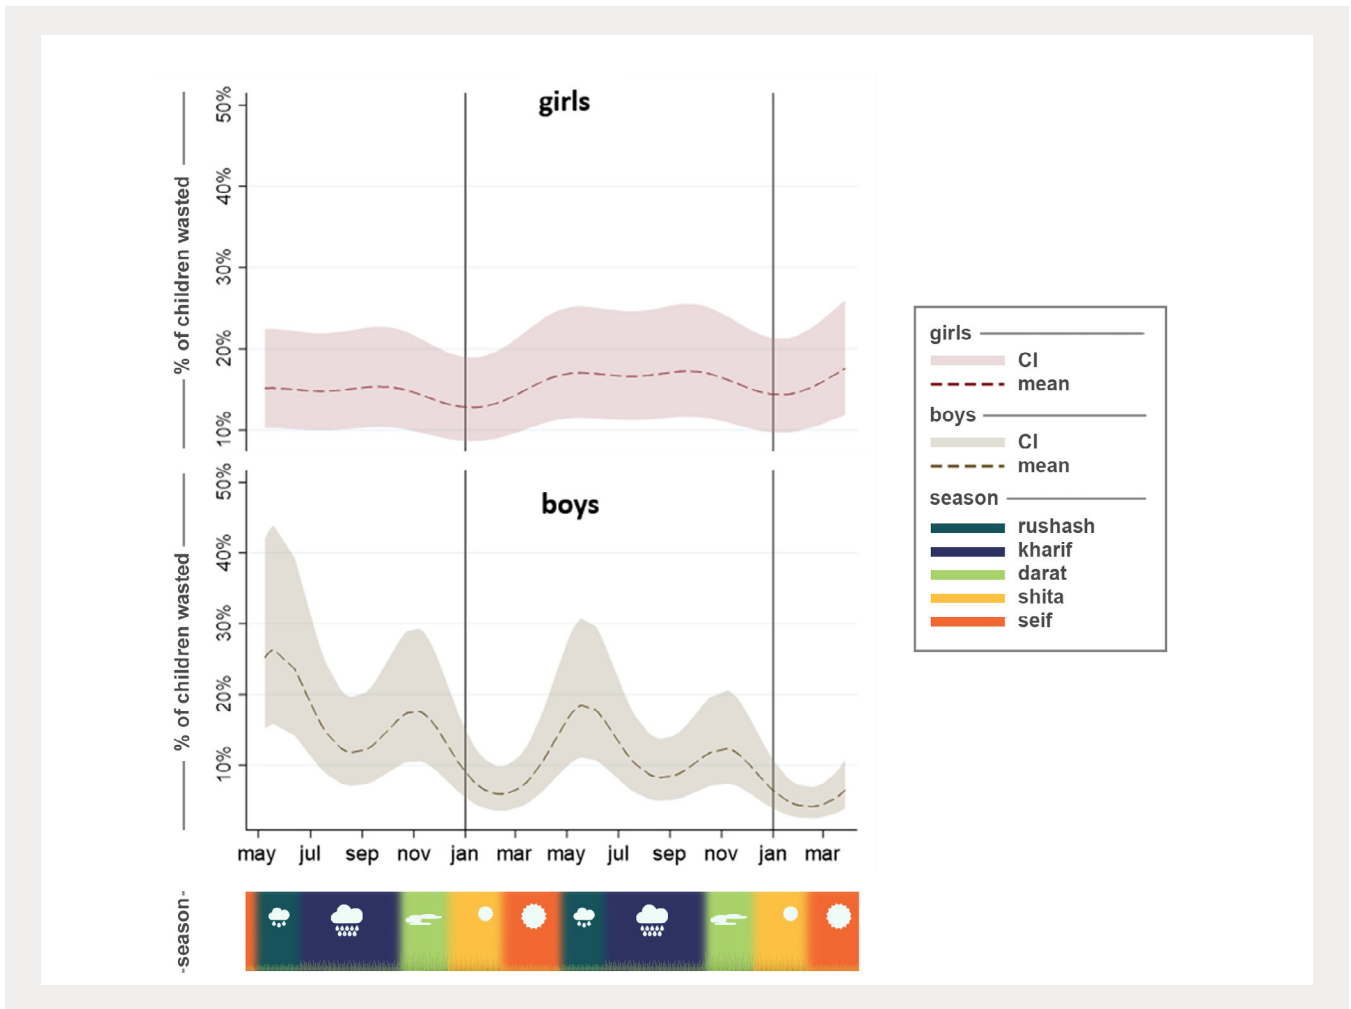 girls
50%
40%
30%
20%
10%
% of children wasted
boys
50%
40%
30%
20%
10%
% of children wasted
may jul sep nov jan mar may jul sep nov jan mar
-season-
girls
CI
mean
boys
CI
mean
season
rushash
kharif
darat
shita
seif